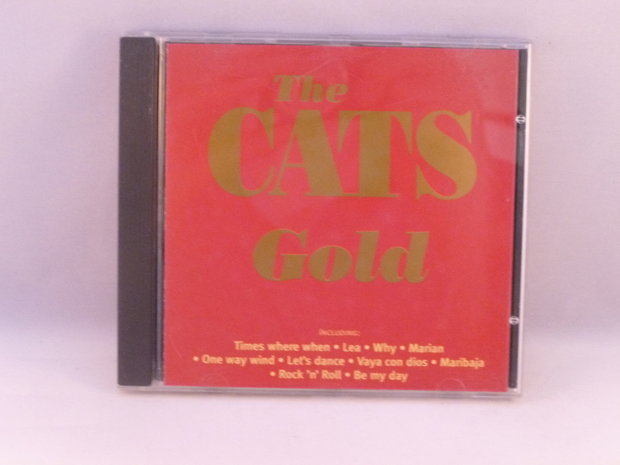 The
CATS
Gold
INCLUDING:
Times where when • Lea • Why • Marian
• One way wind • Let's dance • Vaya con dios • Maribaja
• Rock 'n' Roll • Be my day